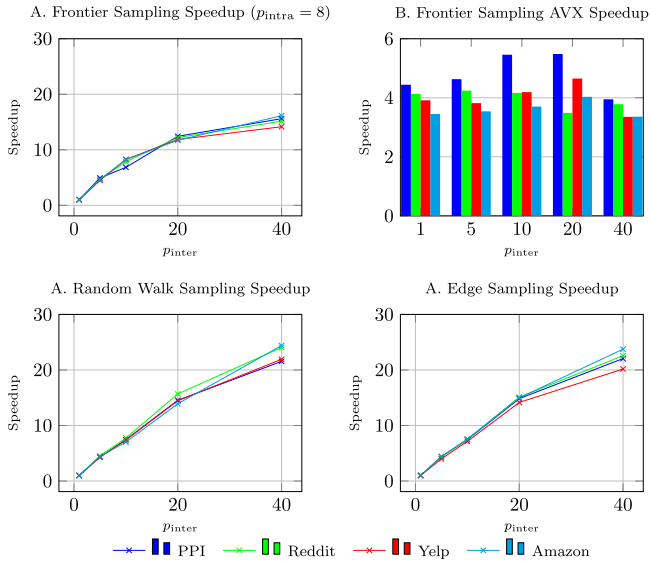 A. Frontier Sampling Speedup (p_intra = 8)
B. Frontier Sampling AVX Speedup
30
20
10
0
Speedup
0 20 40
p_inter
6
4
2
0
Speedup
1 5 10 20 40
p_inter
A. Random Walk Sampling Speedup
A. Edge Sampling Speedup
30
20
10
0
Speedup
0 20 40
p_inter
30
20
10
0
Speedup
0 20 40
p_inter
PPI Reddit Yelp Amazon